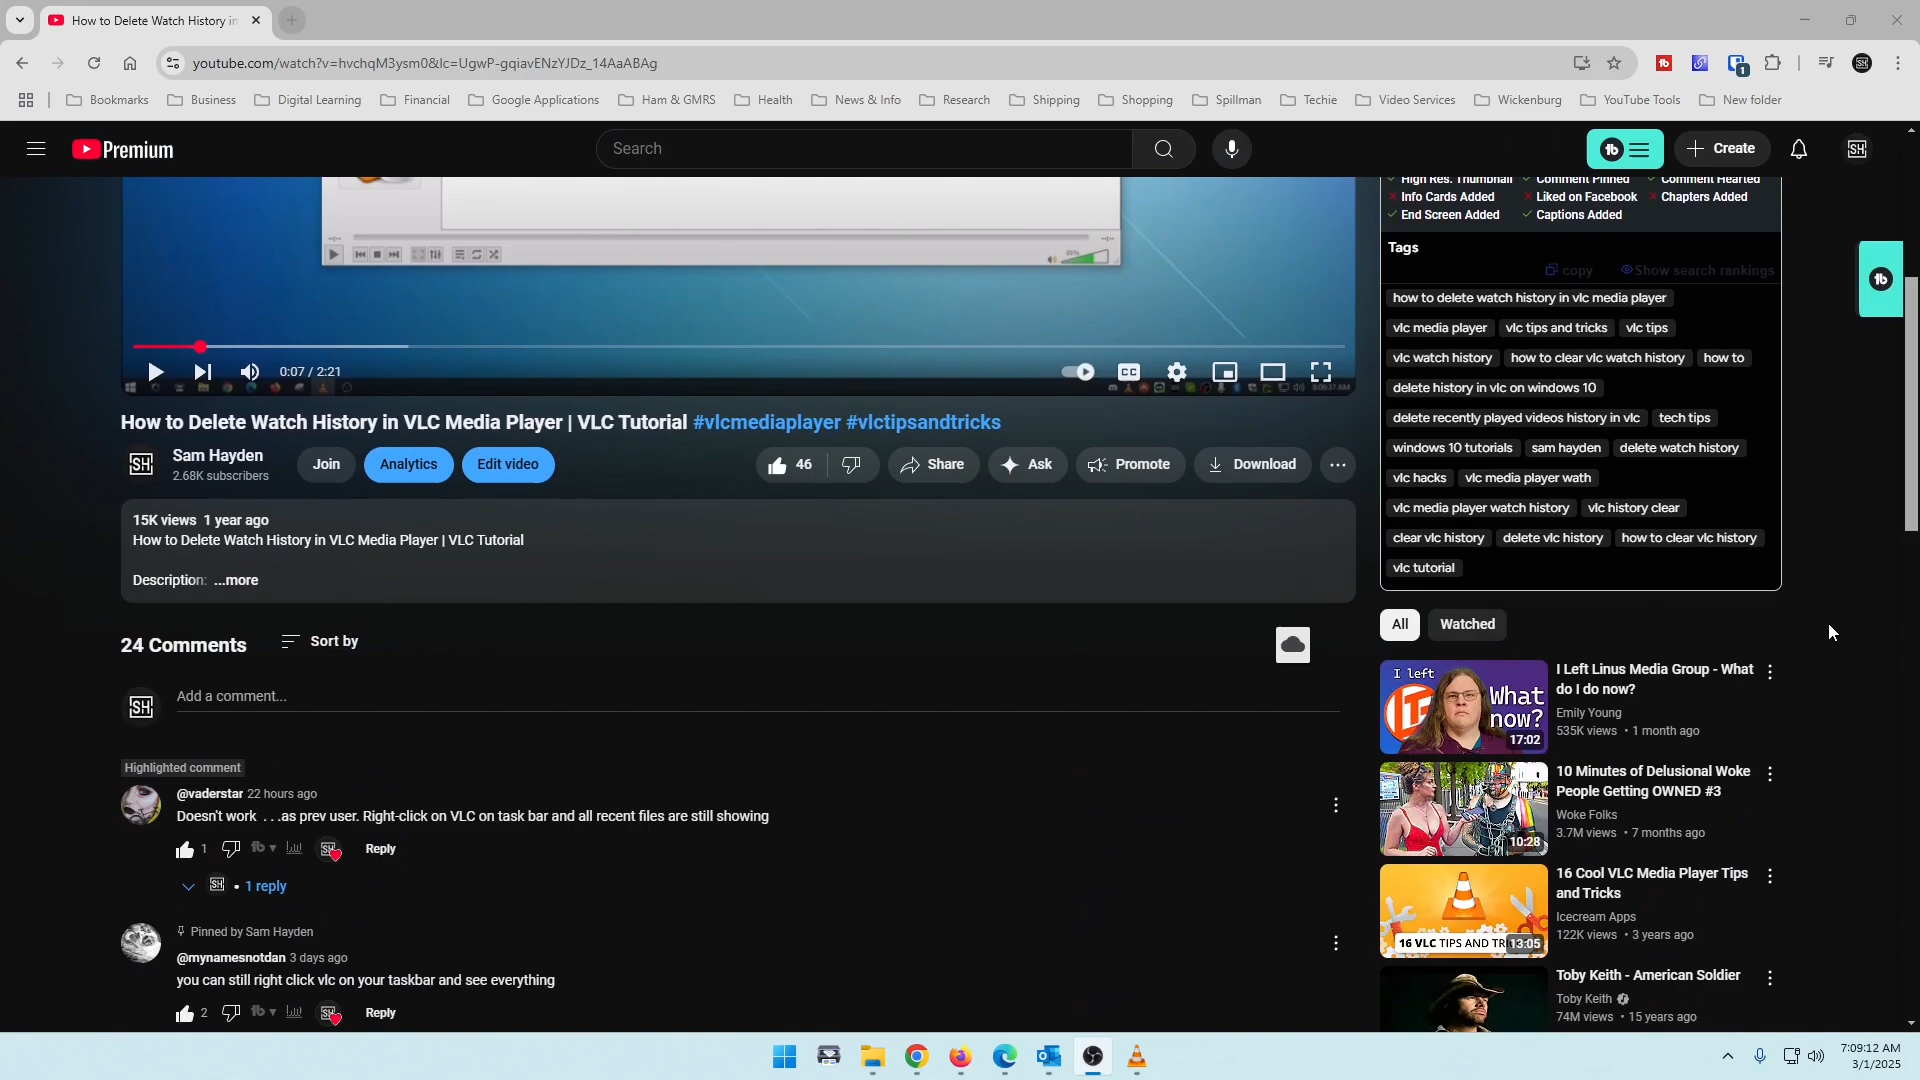 How to Delete Watch History in
youtube.com/watch?v=hvchqM3ysm0&lc=UgwP-gqiavENzYJDz_14AaABAg
1
SH
Bookmarks
Business
Digital Learning
Financial
Google Applications
Ham & GMRS
Health
News & Info
Research
Shipping
Shopping
Spillman
Techie
Video Services
Wickenburg
YouTube Tools
New folder
Premium
Search
Create
SH
High Res. Thumbnail Comment Pinned Comment Hearted
Info Cards Added Liked on Facebook Chapters Added
End Screen Added Captions Added
Tags
copy Show search rankings
how to delete watch history in vlc media player
vlc media player vlc tips and tricks vlc tips
vlc watch history how to clear vlc watch history how to
delete history in vlc on windows 10
delete recently played videos history in vlc tech tips
windows 10 tutorials sam hayden delete watch history
vlc hacks vlc media player wath
vlc media player watch history vlc history clear
clear vlc history delete vlc history how to clear vlc history
vlc tutorial
0:07 / 2:21
CC
How to Delete Watch History in VLC Media Player | VLC Tutorial #vlcmediaplayer #vlctipsandtricks
SH
Sam Hayden
2.68K subscribers
Join
Analytics
Edit video
46
Share
Ask
Promote
Download
15K views 1 year ago
How to Delete Watch History in VLC Media Player | VLC Tutorial
Description: ...more
24 Comments
Sort by
SH
Add a comment...
Highlighted comment
@vaderstar 22 hours ago
Doesn't work . . .as prev user. Right-click on VLC on task bar and all recent files are still showing
1
Reply
SH • 1 reply
Pinned by Sam Hayden
@mynamesnotdan 3 days ago
you can still right click vlc on your taskbar and see everything
2
Reply
All Watched
I left
What
now?
17:02
I Left Linus Media Group - What
do I do now?
Emily Young
535K views • 1 month ago
10:28
10 Minutes of Delusional Woke
People Getting OWNED #3
Woke Folks
3.7M views • 7 months ago
16 VLC TIPS AND TR
13:05
16 Cool VLC Media Player Tips
and Tricks
Icecream Apps
122K views • 3 years ago
Toby Keith - American Soldier
Toby Keith
74M views • 15 years ago
7:09:12 AM
3/1/2025